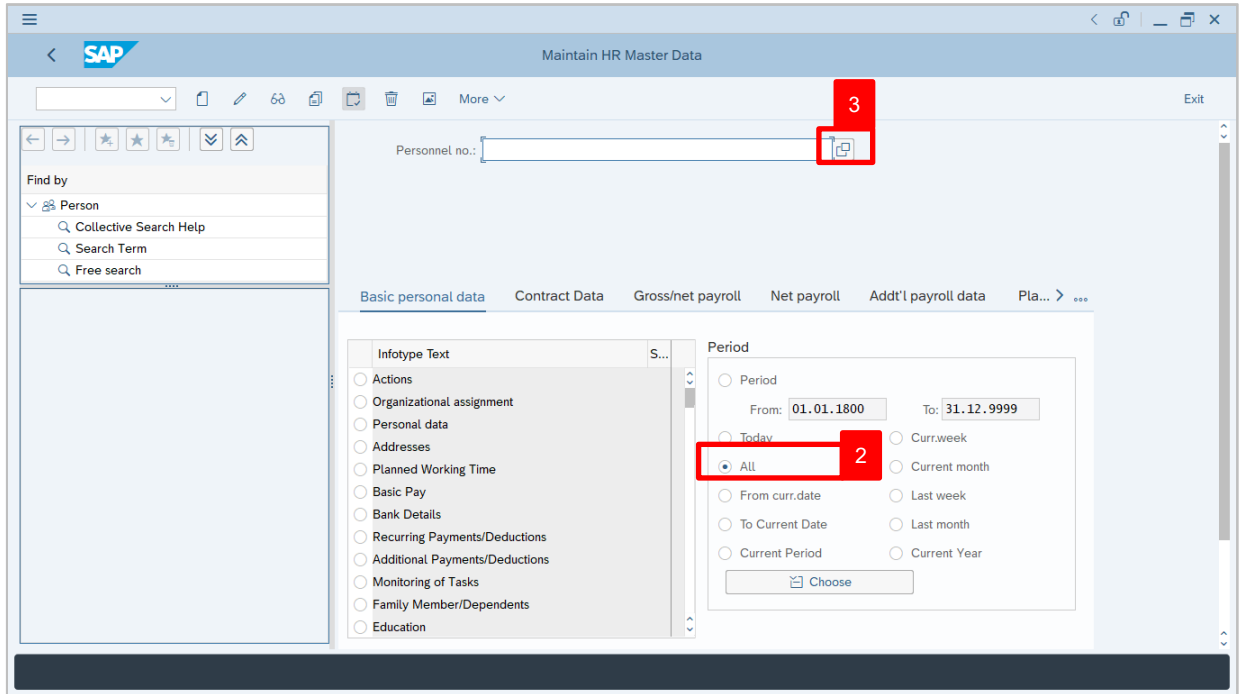 SAP
Maintain HR Master Data
More
Exit
3
Personnel no.:
Find by
Person
Collective Search Help
Search Term
Free search
Basic personal data Contract Data Gross/net payroll Net payroll Addt'l payroll data Pla...
Infotype Text S...
Actions
Organizational assignment
Personal data
Addresses
Planned Working Time
Basic Pay
Bank Details
Recurring Payments/Deductions
Additional Payments/Deductions
Monitoring of Tasks
Family Member/Dependents
Education
Period
Period
From: 01.01.1800 To: 31.12.9999
Today Curr.week
All 2 Current month
From curr.date Last week
To Current Date Last month
Current Period Current Year
Choose